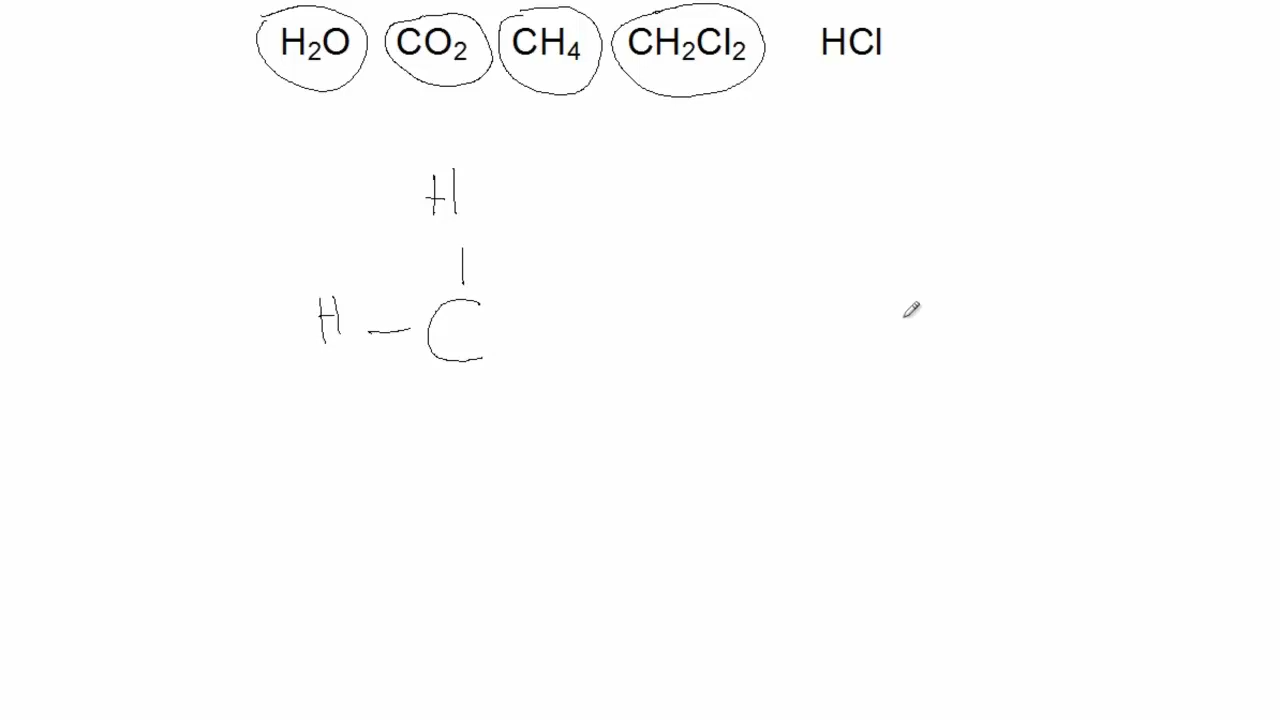 H₂O CO₂ CH₄ CH₂Cl₂ HCl
H
H – C